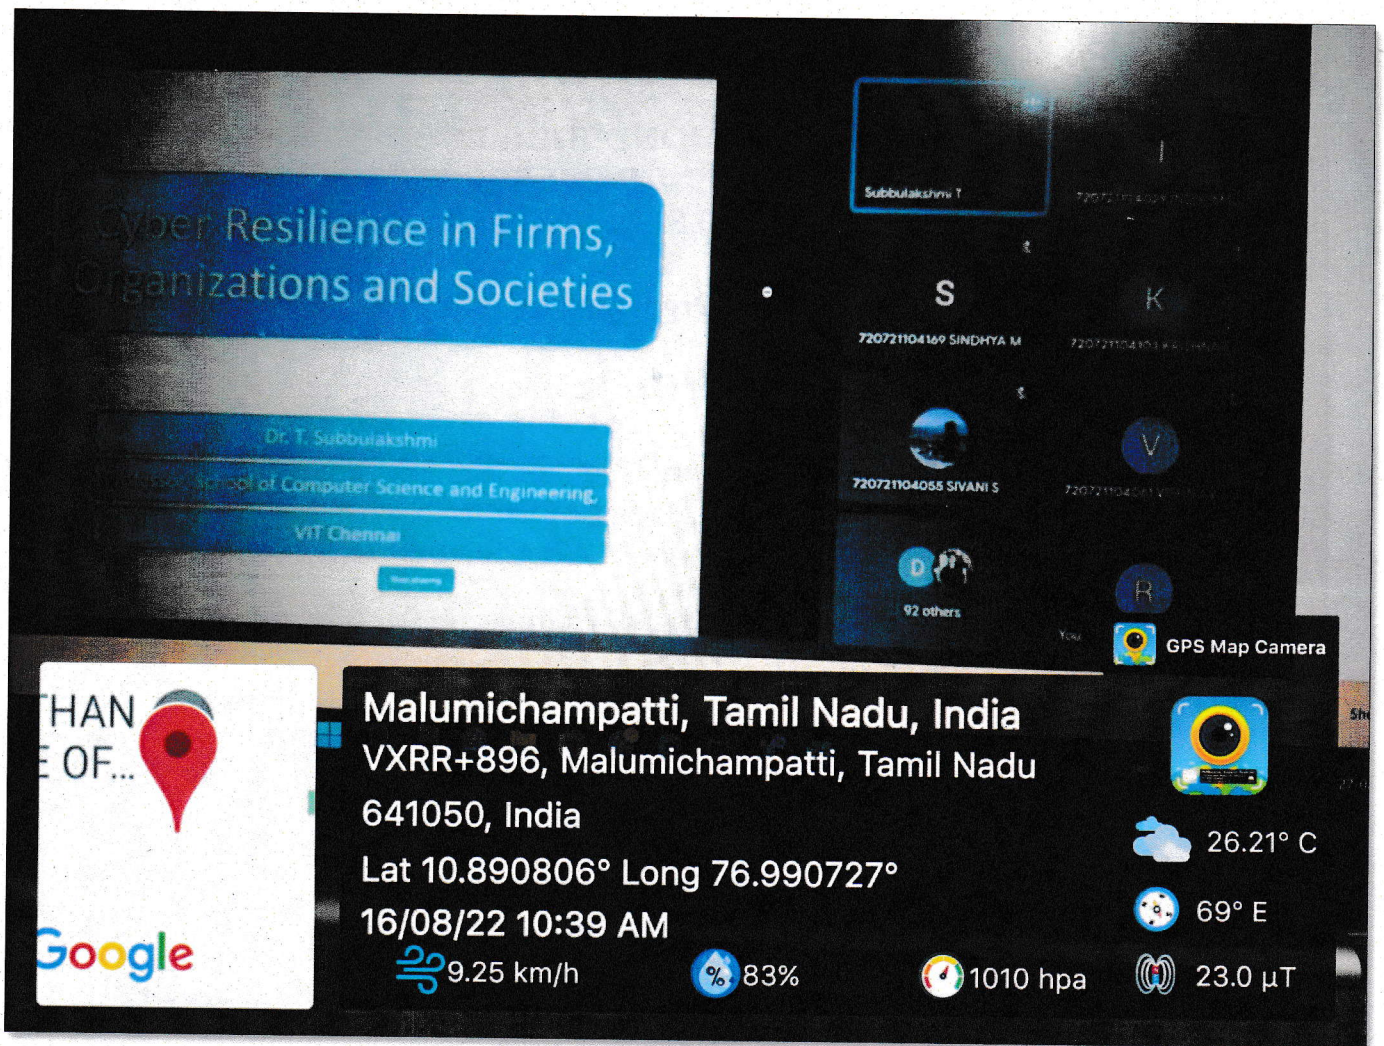 Cyber Resilience in Firms,
Organizations and Societies
Dr. T. Subbulakshmi
Professor, School of Computer Science and Engineering,
VIT Chennai
Subbulakshmi T
I
S
720721104169 SINDHYA M
K
720721104055 SIVANI S
V
D
92 others
R
You
GPS Map Camera
THAN
E OF...
Google
Malumichampatti, Tamil Nadu, India
VXRR+896, Malumichampatti, Tamil Nadu
641050, India
Lat 10.890806° Long 76.990727°
16/08/22 10:39 AM
9.25 km/h
83%
1010 hpa
26.21° C
69° E
23.0 µT